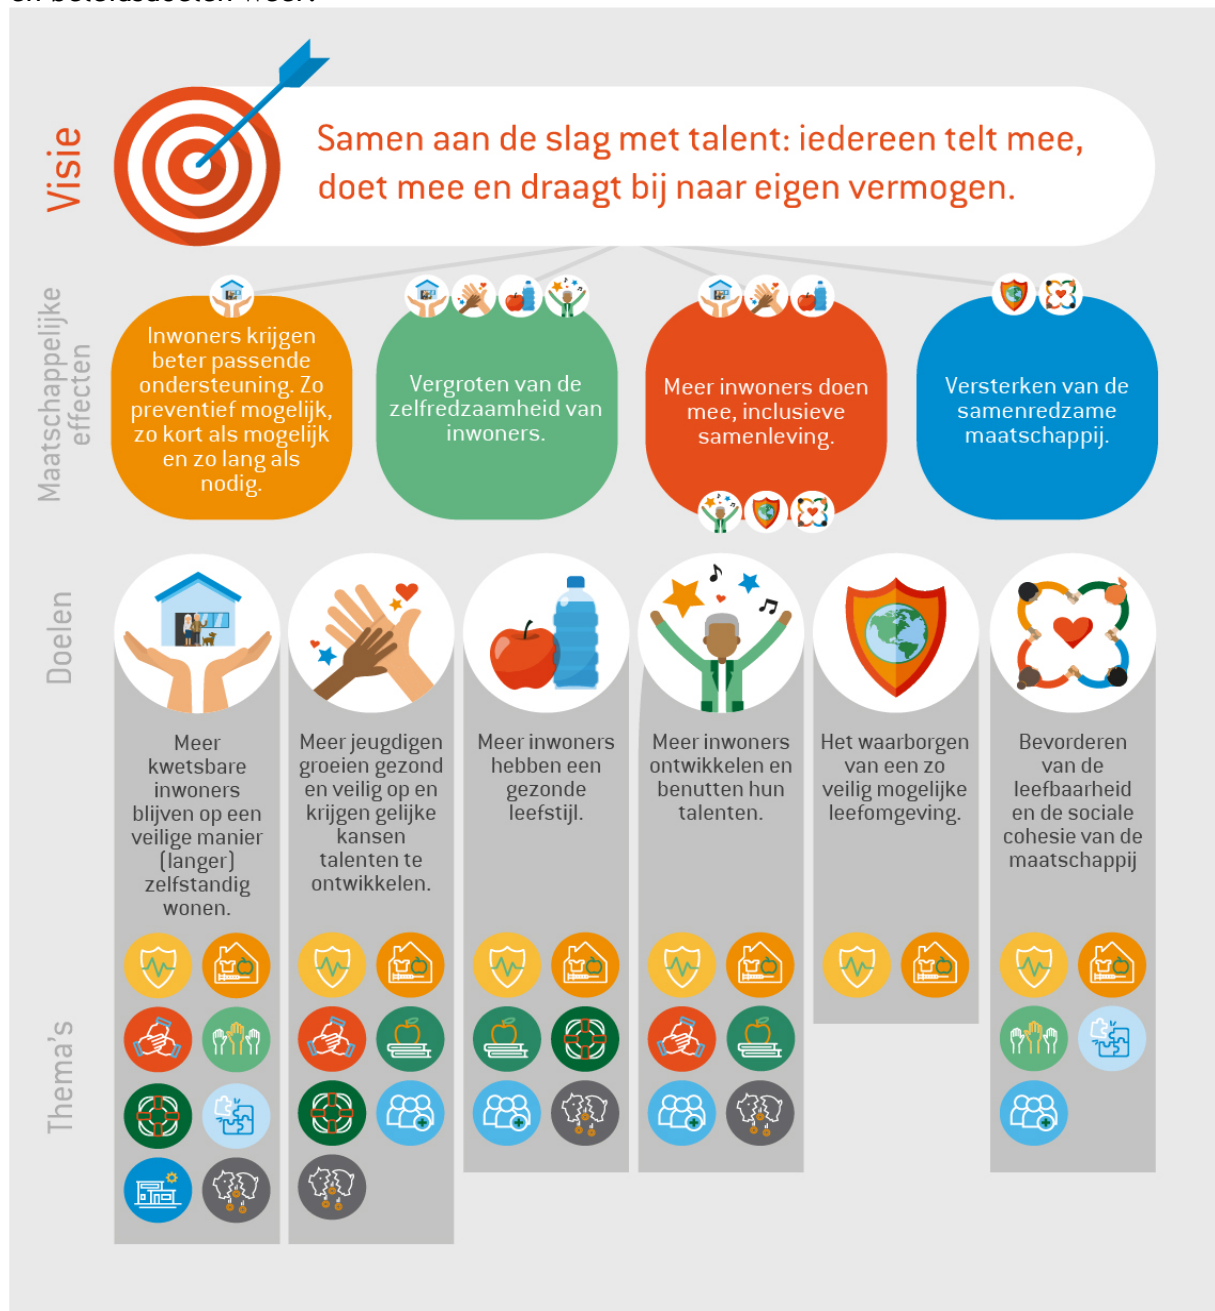 Visie
Samen aan de slag met talent: iedereen telt mee,
doet mee en draagt bij naar eigen vermogen.
Maatschappelijke
effecten
Inwoners krijgen
beter passende
ondersteuning. Zo
preventief mogelijk,
zo kort als mogelijk
en zo lang als
nodig.
Vergroten van de
zelfredzaamheid van
inwoners.
Meer inwoners doen
mee, inclusieve
samenleving.
Versterken van de
samenredzame
maatschappij.
Doelen
Meer
kwetsbare
inwoners
blijven op een
veilige manier
(langer)
zelfstandig
wonen.
Meer jeugdigen
groeien gezond
en veilig op en
krijgen gelijke
kansen
talenten te
ontwikkelen.
Meer inwoners
hebben een
gezonde
leefstijl.
Meer inwoners
ontwikkelen en
benutten hun
talenten.
Het waarborgen
van een zo
veilig mogelijke
leefomgeving.
Bevorderen
van de
leefbaarheid
en de sociale
cohesie van de
maatschappij
Thema's